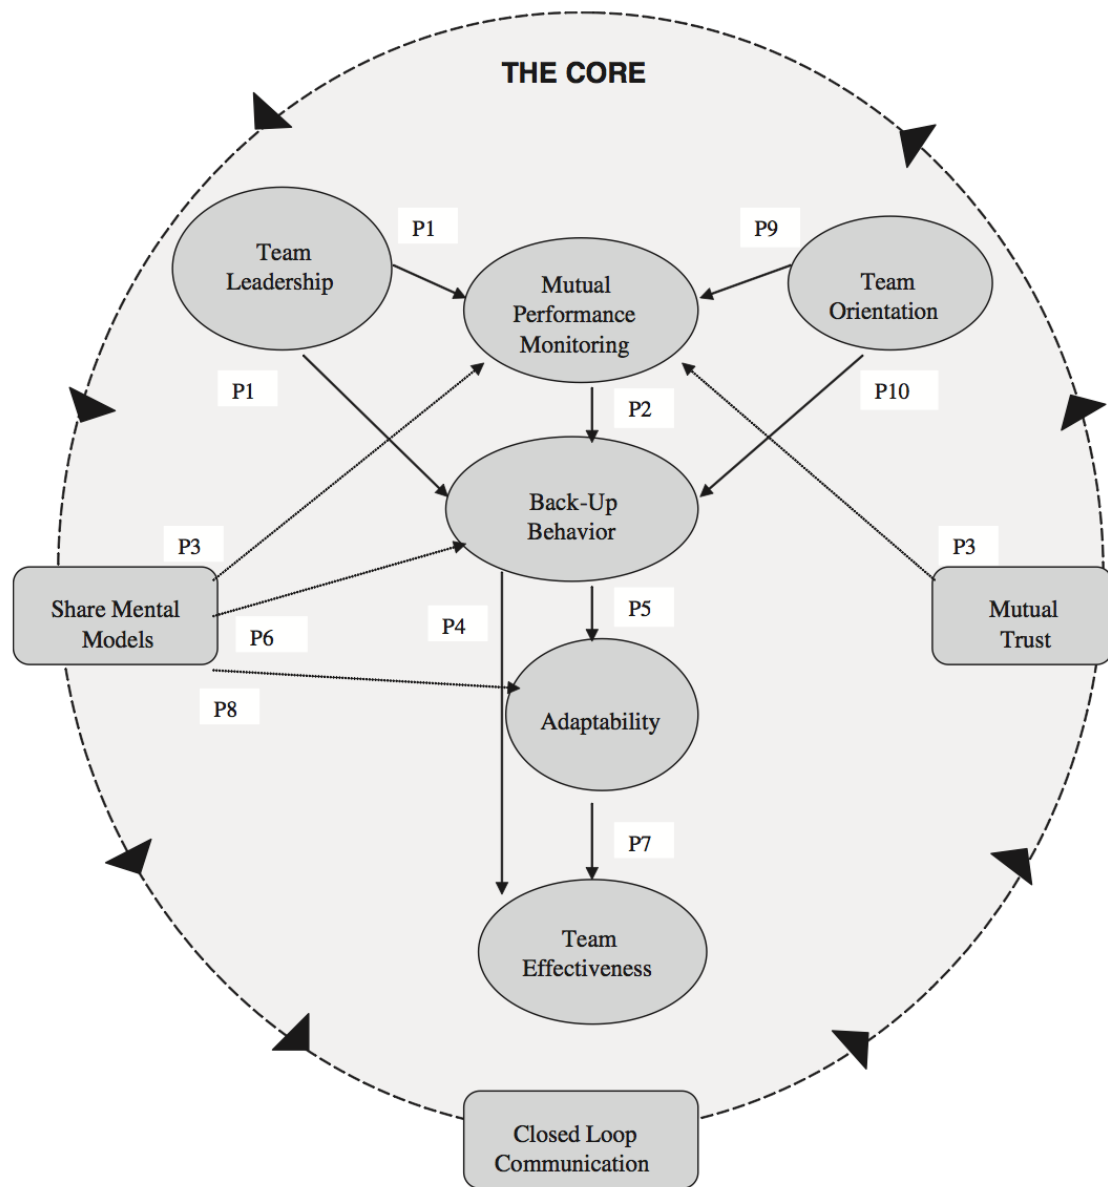 THE CORE
P1
P9
Team
Leadership
Mutual
Performance
Monitoring
Team
Orientation
P1
P2
P10
Back-Up
Behavior
P3
P3
Share Mental
Models
P6
P4
P5
Mutual
Trust
P8
Adaptability
P7
Team
Effectiveness
Closed Loop
Communication